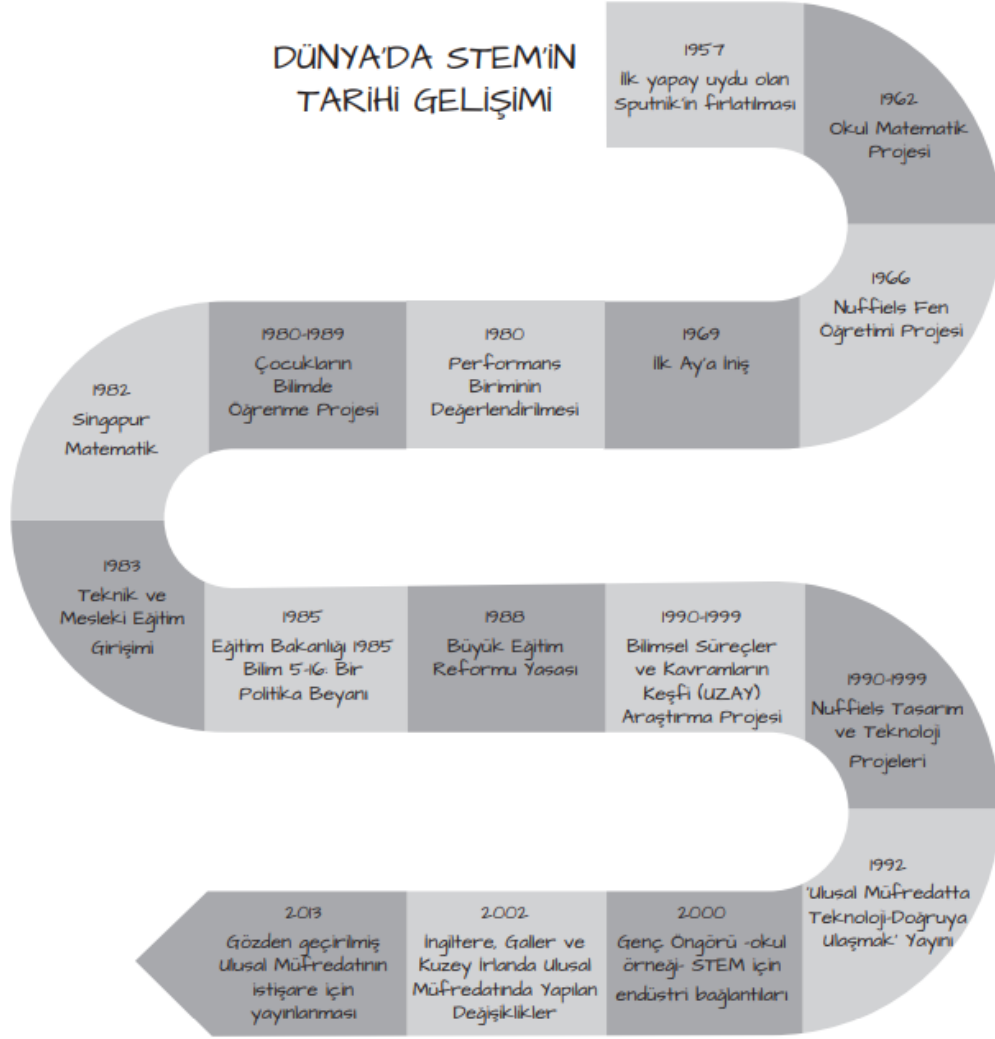 DÜNYA'DA STEM'İN
TARİHİ GELİŞİMİ
1957
İlk yapay uydu olan
Sputnik'in fırlatılması
1962
Okul Matematik
Projesi
1966
Nuffiels Fen
Öğretimi Projesi
1969
İlk Ay'a İniş
1980
Performans
Biriminin
Değerlendirilmesi
1980-1989
Çocukların
Bilimde
Öğrenme Projesi
1982
Singapur
Matematik
1983
Teknik ve
Mesleki Eğitim
Girişimi
1985
Eğitim Bakanlığı 1985
Bilim 5-16: Bir
Politika Beyanı
1988
Büyük Eğitim
Reformu Yasası
1990-1999
Bilimsel Süreçler
ve Kavramların
Keşfi (UZAY)
Araştırma Projesi
1990-1999
Nuffiels Tasarım
ve Teknoloji
Projeleri
1992
'Ulusal Müfredatta
Teknoloji-Doğruya
Ulaşmak' Yayını
2000
Genç Öngörü -okul
örneği- STEM için
endüstri bağlantıları
2002
İngiltere, Galler ve
Kuzey İrlanda Ulusal
Müfredatında Yapılan
Değişiklikler
2013
Gözden geçirilmiş
Ulusal Müfredatının
istişare için
yayınlanması